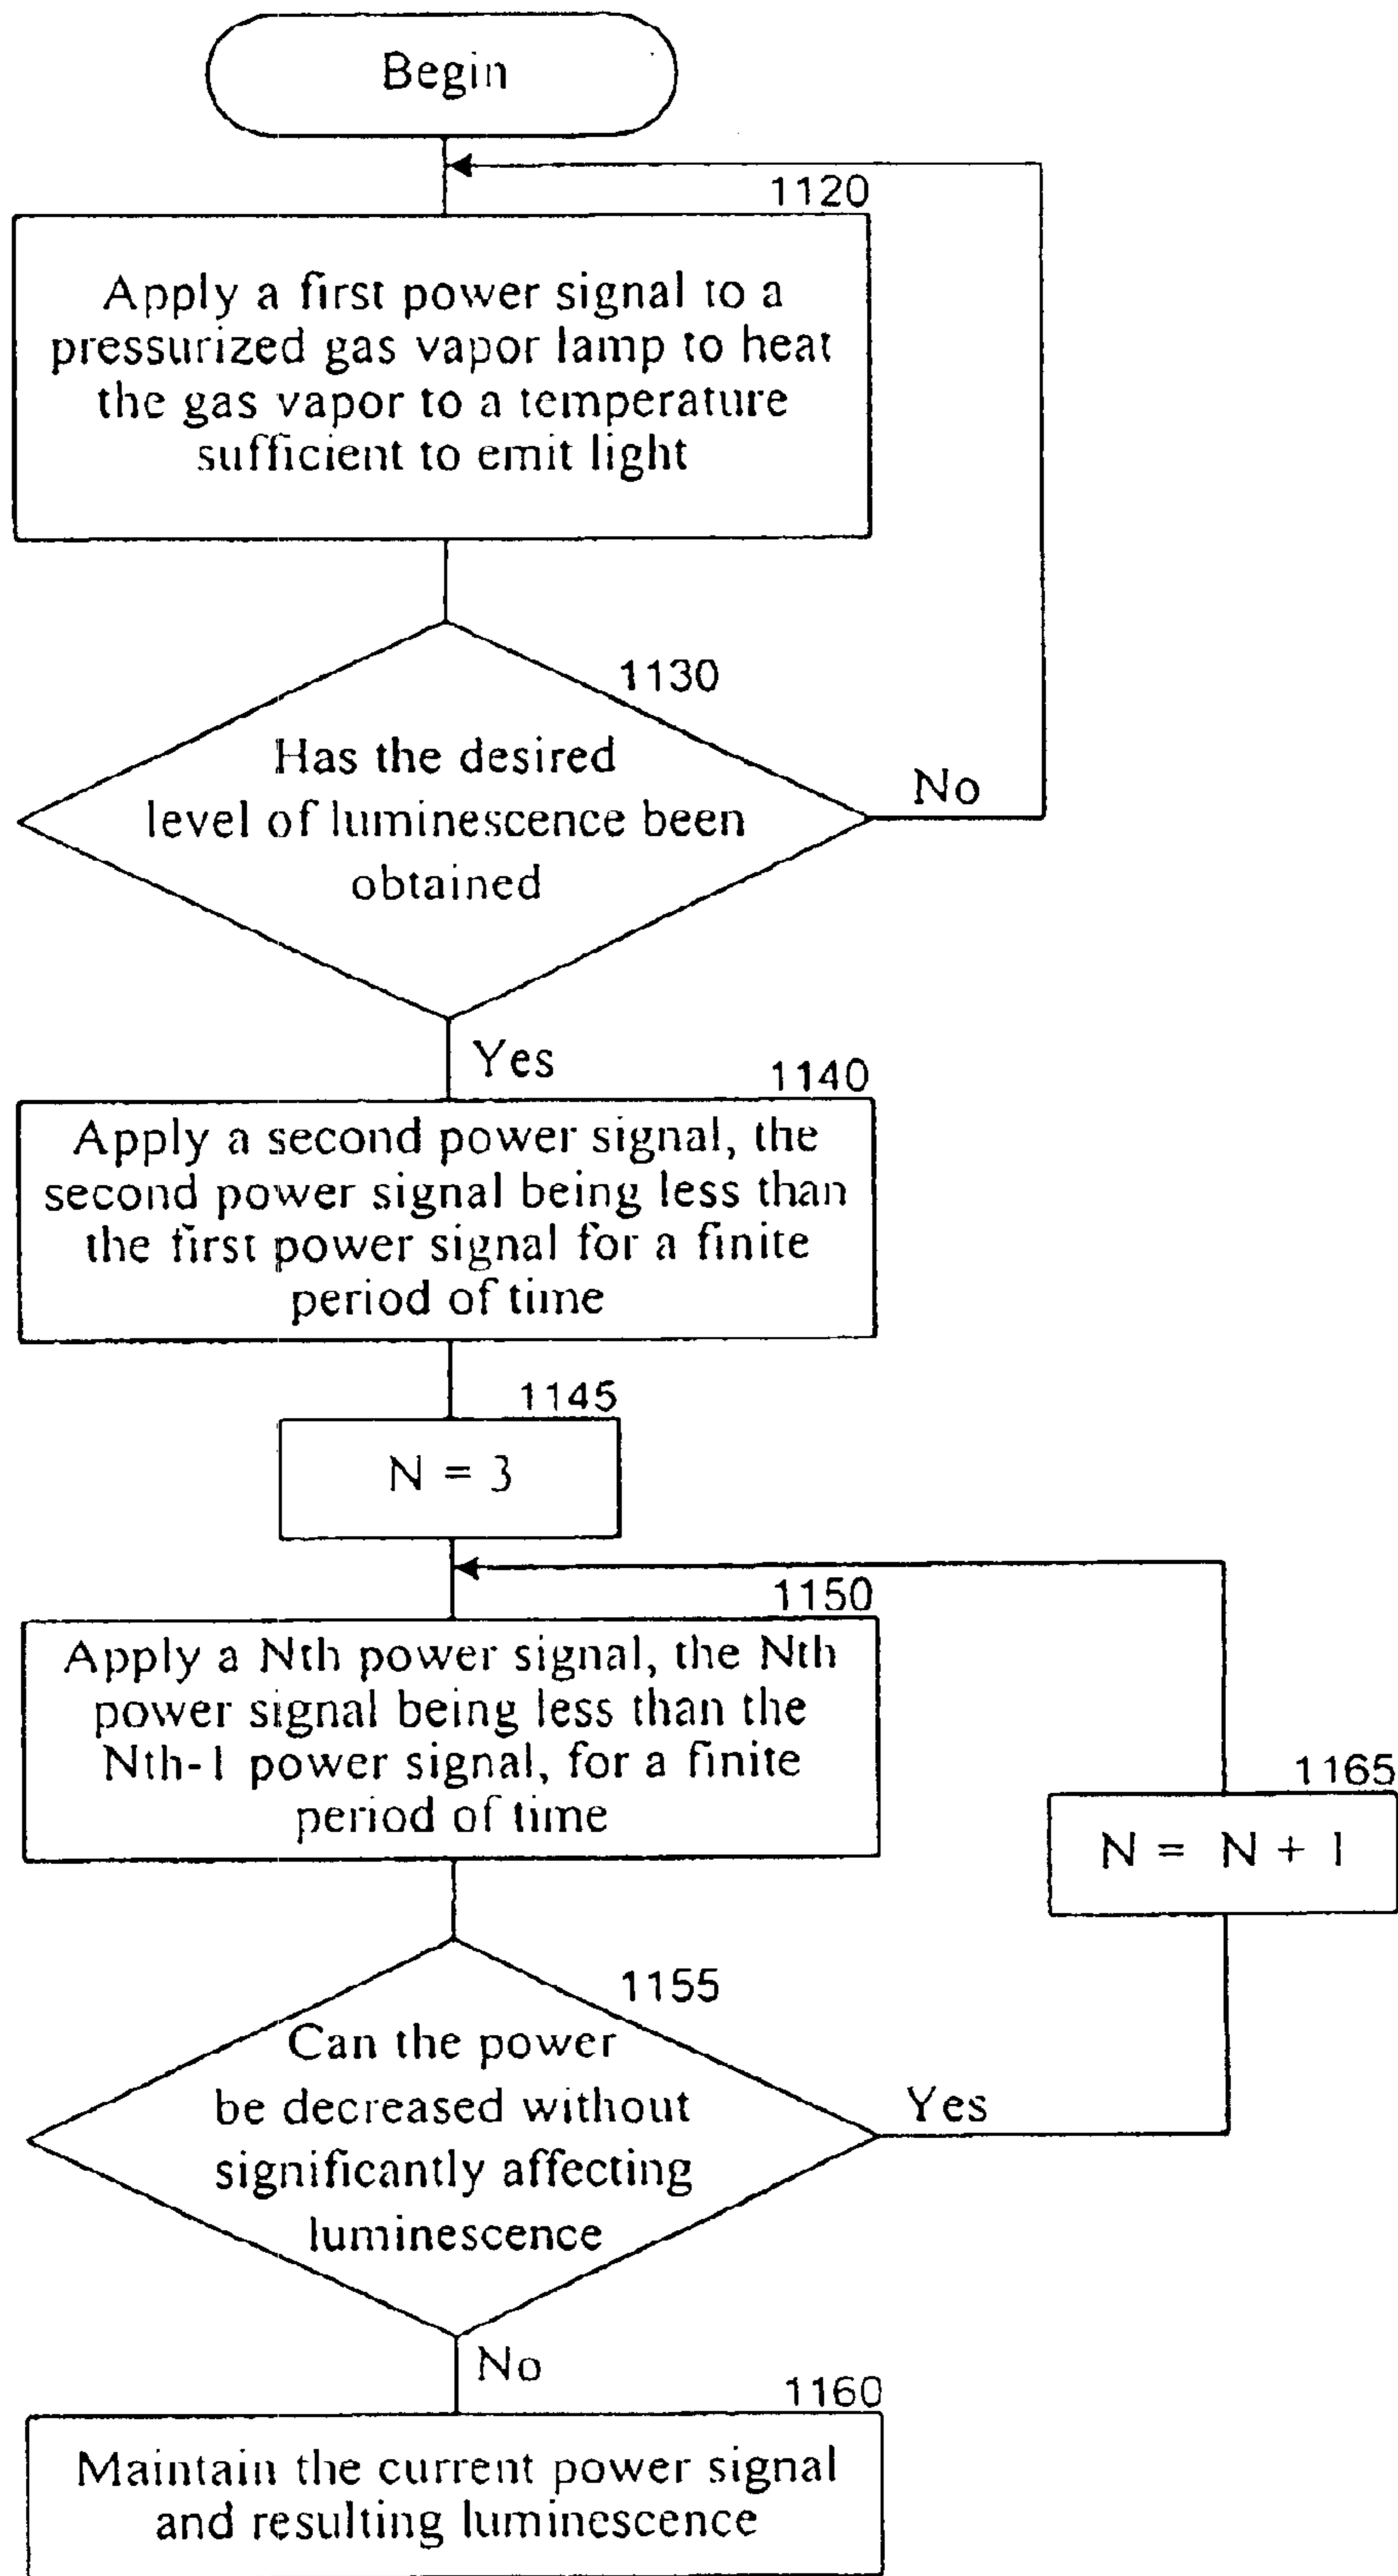 Begin
1120
Apply a first power signal to a
pressurized gas vapor lamp to heat
the gas vapor to a temperature
sufficient to emit light
1130
Has the desired
level of luminescence been
obtained
No
Yes
1140
Apply a second power signal, the
second power signal being less than
the first power signal for a finite
period of time
1145
N = 3
1150
Apply a Nth power signal, the Nth
power signal being less than the
Nth-1 power signal, for a finite
period of time
1165
N = N + 1
1155
Can the power
be decreased without
significantly affecting
luminescence
Yes
No
1160
Maintain the current power signal
and resulting luminescence